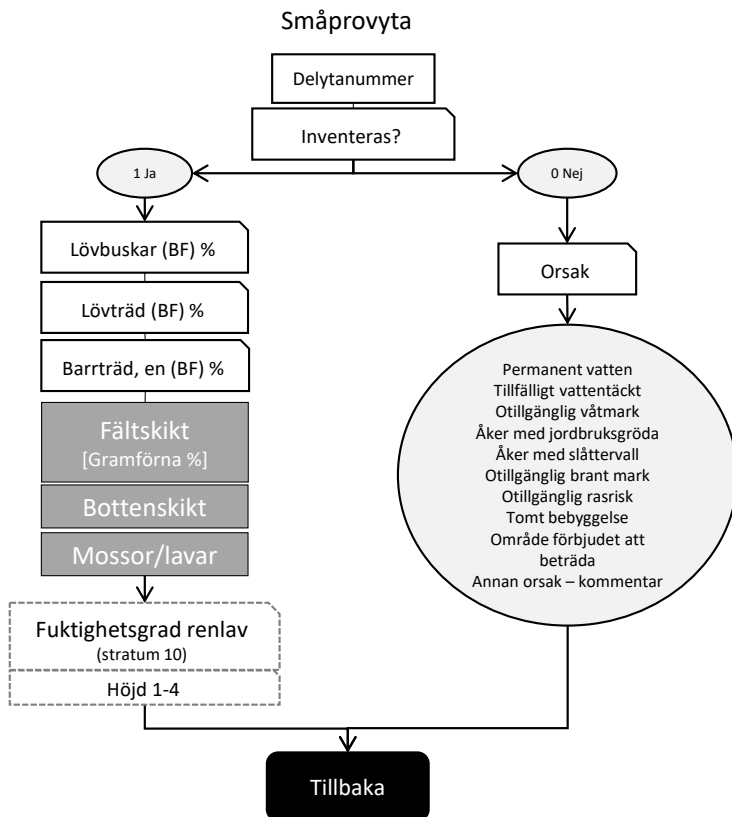 Småprovyta
Delytanummer
Inventeras?
1 Ja
0 Nej
Lövbuskar (BF) %
Lövträd (BF) %
Barrträd, en (BF) %
Fältskikt
[Gramförna %]
Bottenskikt
Mossor/lavar
Fuktighetsgrad renlav
(stratum 10)
Höjd 1-4
Orsak
Permanent vatten
Tillfälligt vattentäckt
Otillgänglig våtmark
Åker med jordbruksgröda
Åker med slåttervall
Otillgänglig brant mark
Otillgänglig rasrisk
Tomt bebyggelse
Område förbjudet att
beträda
Annan orsak – kommentar
Tillbaka